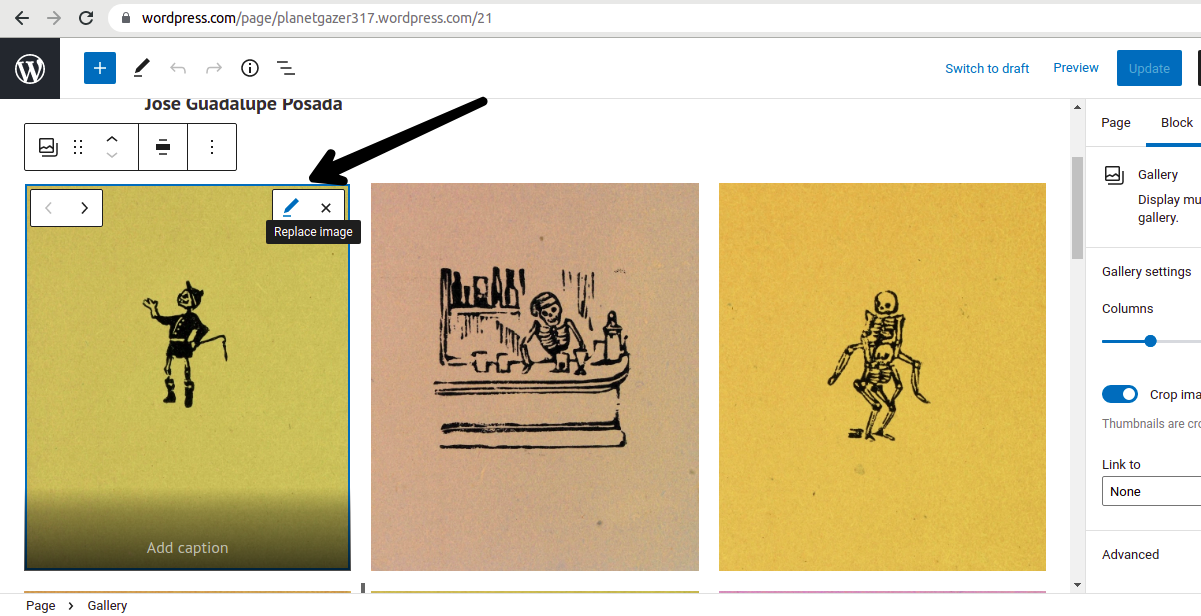 wordpress.com/page/planetgazer317.wordpress.com/21
Switch to draft
Preview
Update
Jose Guadalupe Posada
Page
Block
Replace image
Add caption
Gallery
Display mu
gallery.
Gallery settings
Columns
Crop ima
Thumbnails are cro
Link to
None
Advanced
Page
Gallery